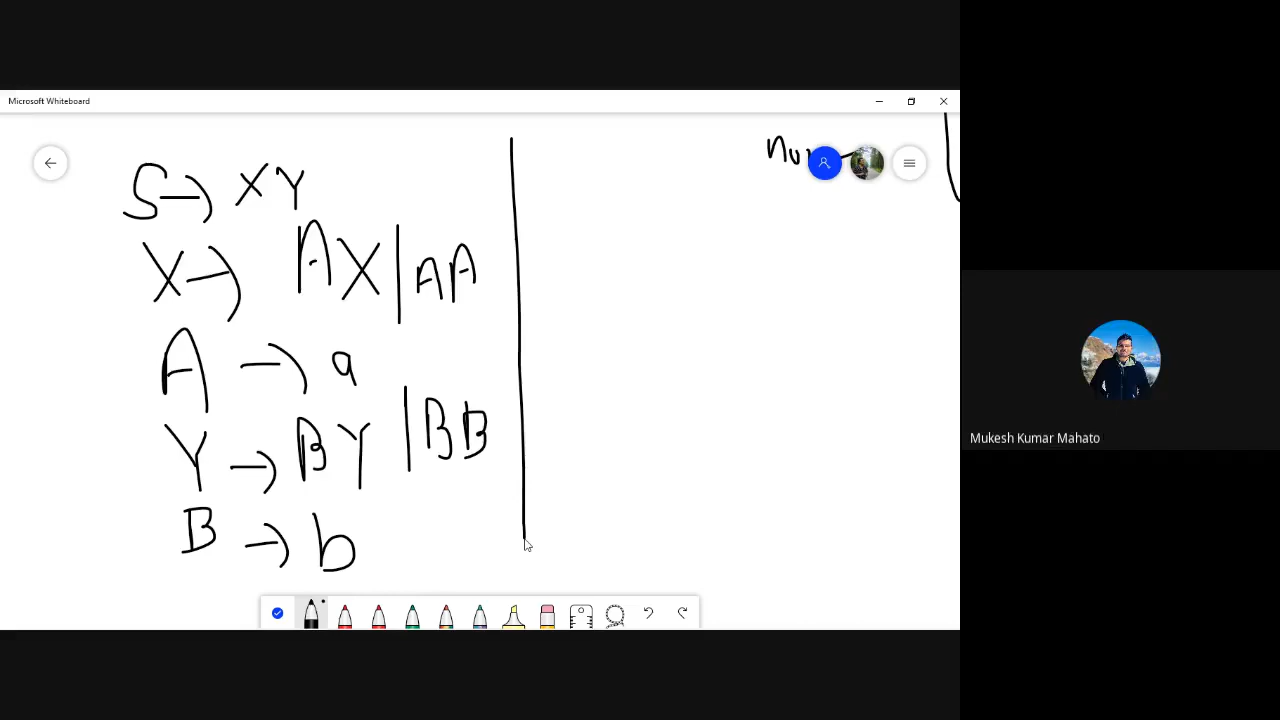 Microsoft Whiteboard
S → XY
X → AX | AA
A → a
Y → BY | BB
B → b
Mukesh Kumar Mahato